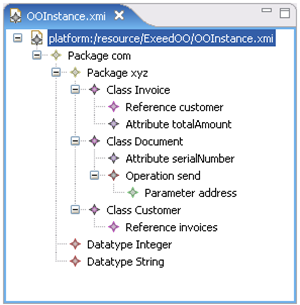 OOInstance.xmi
platform:/resource/ExeedOO/OOInstance.xmi
Package com
Package xyz
Class Invoice
Reference customer
Attribute totalAmount
Class Document
Attribute serialNumber
Operation send
Parameter address
Class Customer
Reference invoices
Datatype Integer
Datatype String